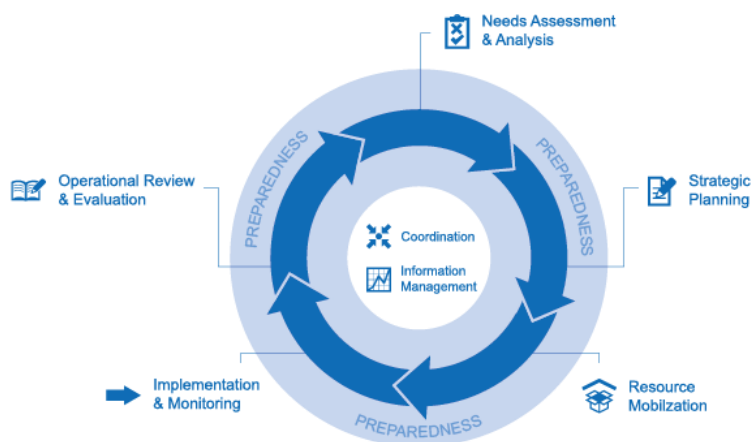 Needs Assessment
& Analysis
PREPAREDNESS
PREPAREDNESS
Operational Review
& Evaluation
Strategic
Planning
Coordination
Information
Management
Implementation
& Monitoring
Resource
Mobilzation
PREPAREDNESS